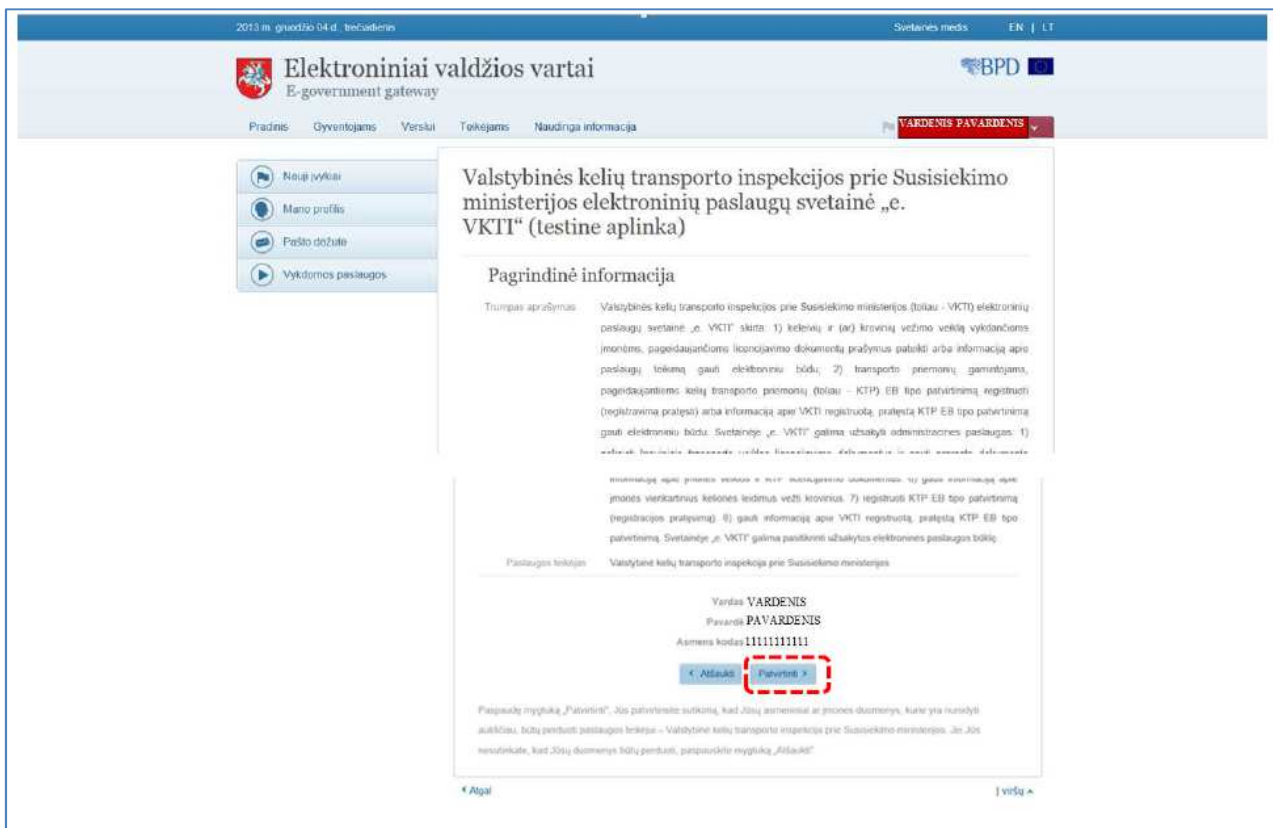 2013 m. gruodžio 04 d., trečiadienis
Svetainės medis EN | LT
Elektroniniai valdžios vartai
E-government gateway
BPD
Pradinis Gyventojams Verslui Teikėjams Naudinga informacija
VARDENIS PAVARDENIS
Nauji įvykiai
Mano profilis
Pašto dėžutė
Vykdomos paslaugos
Valstybinės kelių transporto inspekcijos prie Susisiekimo
ministerijos elektroninių paslaugų svetainė „e.
VKTI“ (testine aplinka)
Pagrindinė informacija
Trumpas aprašymas
Valstybinės kelių transporto inspekcijos prie Susisiekimo ministerijos (toliau - VKTI) elektroninių
paslaugų svetainė „e. VKTI“ skirta: 1) keleivių ir (ar) krovinių vežimo veiklą vykdančioms
įmonėms, pageidaujančioms licencijavimo dokumentų prašymus pateikti arba informaciją apie
paslaugų teikimą gauti elektroniniu būdu; 2) transporto priemonių gamintojams,
pageidaujantiems kelių transporto priemonių (toliau - KTP) EB tipo patvirtinimą registruoti
(registravimą pratęsti) arba informaciją apie VKTI registruotą, pratęstą KTP EB tipo patvirtinimą
gauti elektroniniu būdu. Svetainėje „e. VKTI“ galima užsakyti administracines paslaugas: 1)
įmonės vienkartinius kelionės leidimus vežti krovinius. 7) registruoti KTP EB tipo patvirtinimą
(registracijos pratęsimą). 8) gauti informaciją apie VKTI registruotą, pratęstą KTP EB tipo
patvirtinimą. Svetainėje „e. VKTI“ galima pasitikrinti užsakytos elektroninės paslaugos būklę.
Paslaugos teikėjas Valstybinė kelių transporto inspekcija prie Susisiekimo ministerijos
Vardas VARDENIS
Pavardė PAVARDENIS
Asmens kodas 11111111111
Atšaukti Patvirtinti
Paspaudę mygtuką „Patvirtinti“, Jūs patvirtinsite sutikimą, kad Jūsų asmeniniai ar įmonės duomenys, kurie yra nurodyti
aukščiau, būtų perduoti paslaugos teikėjui – Valstybinė kelių transporto inspekcija prie Susisiekimo ministerijos. Jei Jūs
nesutinkate, kad Jūsų duomenys būtų perduoti, paspauskite mygtuką „Atšaukti“.
Atgal
Į viršų